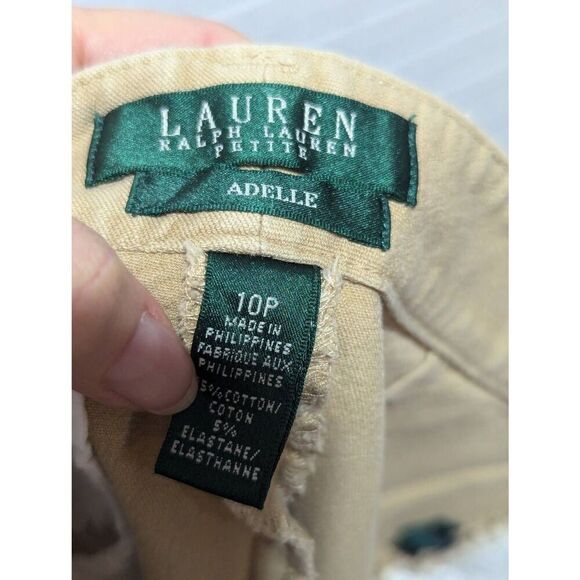 LAUREN
RALPH LAUREN
PETITE
ADELLE
10P
MADE IN
PHILIPPINES
FABRIQUE AUX
PHILIPPINES
5% COTTON/
COTON
5%
ELASTANE/
ELASTHANNE